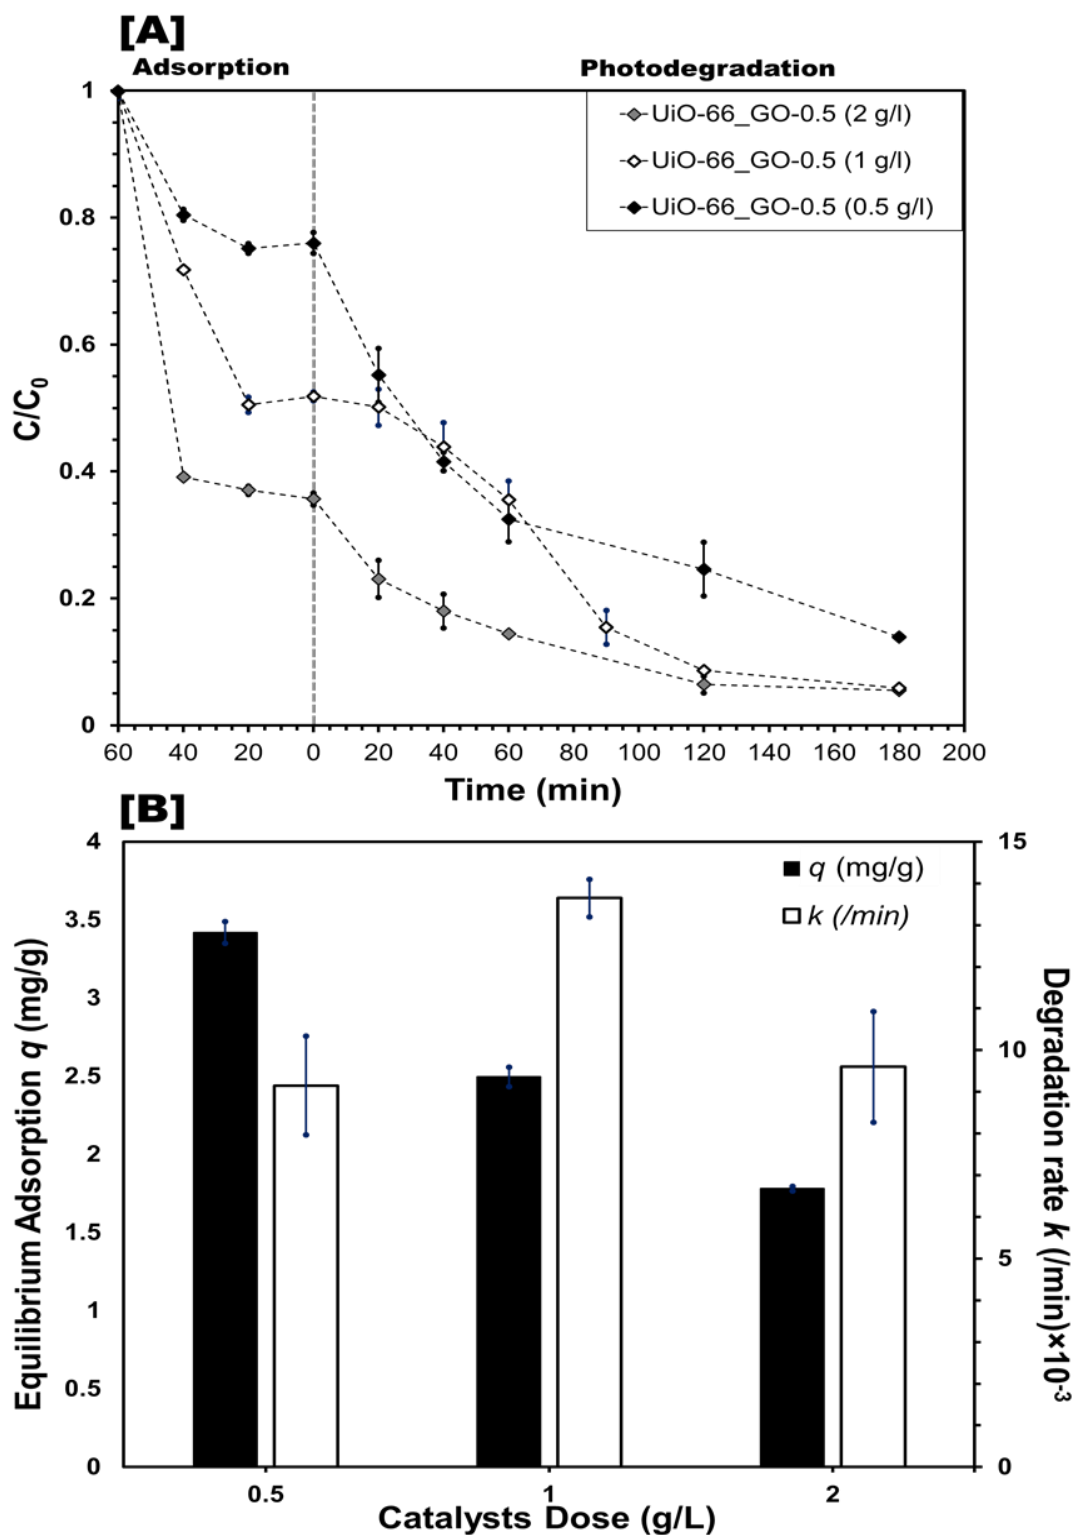 [A]
Adsorption
Photodegradation
1
0.8
0.6
0.4
0.2
0
C/C0
UiO-66_GO-0.5 (2 g/l)
UiO-66_GO-0.5 (1 g/l)
UiO-66_GO-0.5 (0.5 g/l)
60 40 20 0 20 40 60 80 100 120 140 160 180 200
Time (min)
[B]
4
3.5
3
2.5
2
1.5
1
0.5
0
Equilibrium Adsorption q (mg/g)
q (mg/g)
k (/min)
15
10
5
0
Degradation rate k (/min)×10-3
0.5 1 2
Catalysts Dose (g/L)